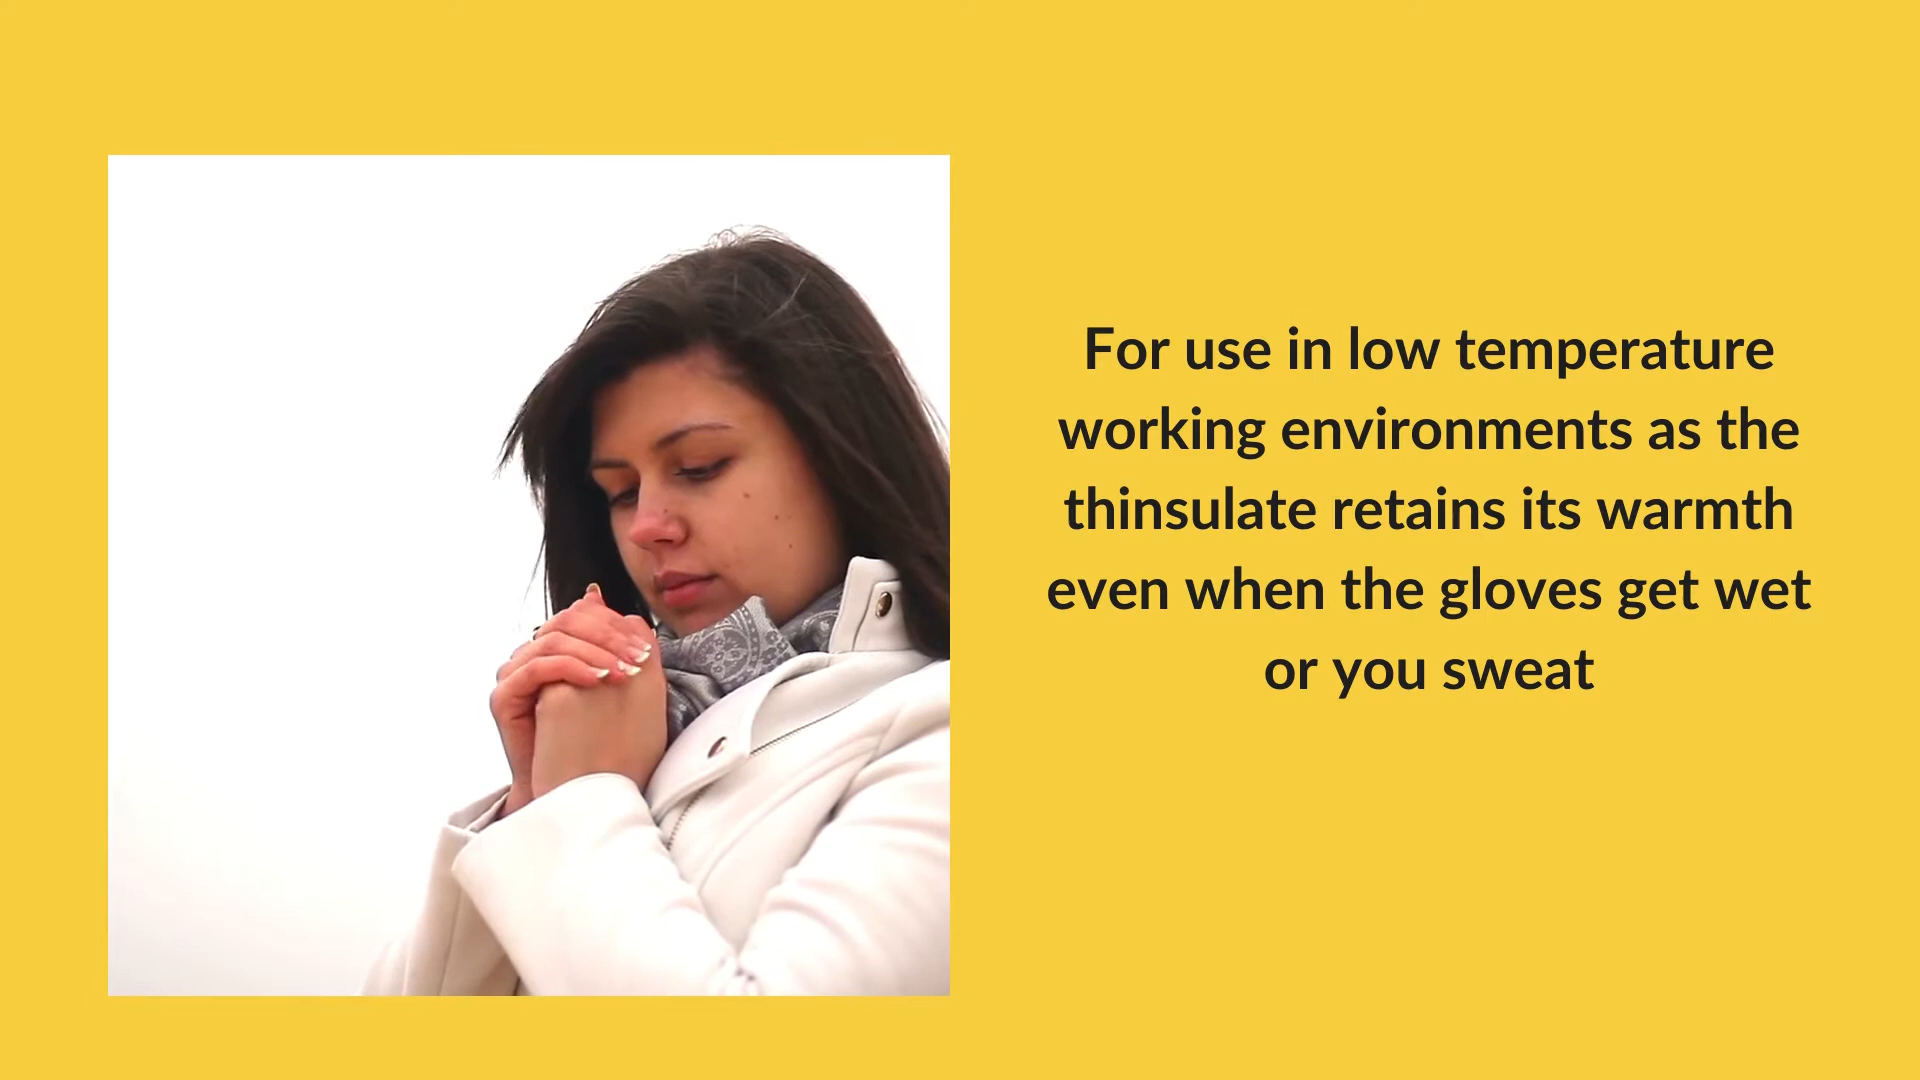 For use in low temperature
working environments as the
thinsulate retains its warmth
even when the gloves get wet
or you sweat